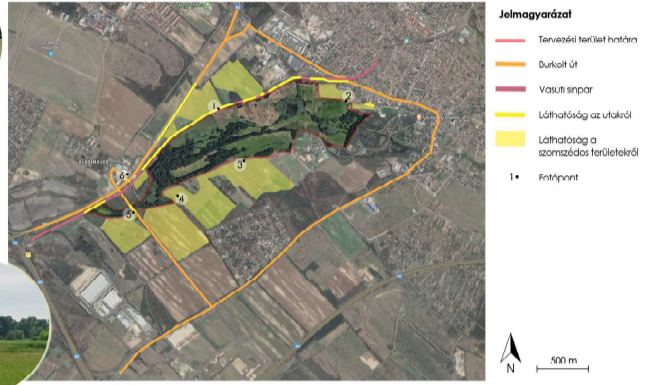 Jelmagyarázat
Tervezési terület határa
Burkolt út
Vasúti sínpár
Láthatóság az utakról
Láthatóság a
szomszédos területekről
1• Fotópont
1
2
3
4
5
6
N
500 m